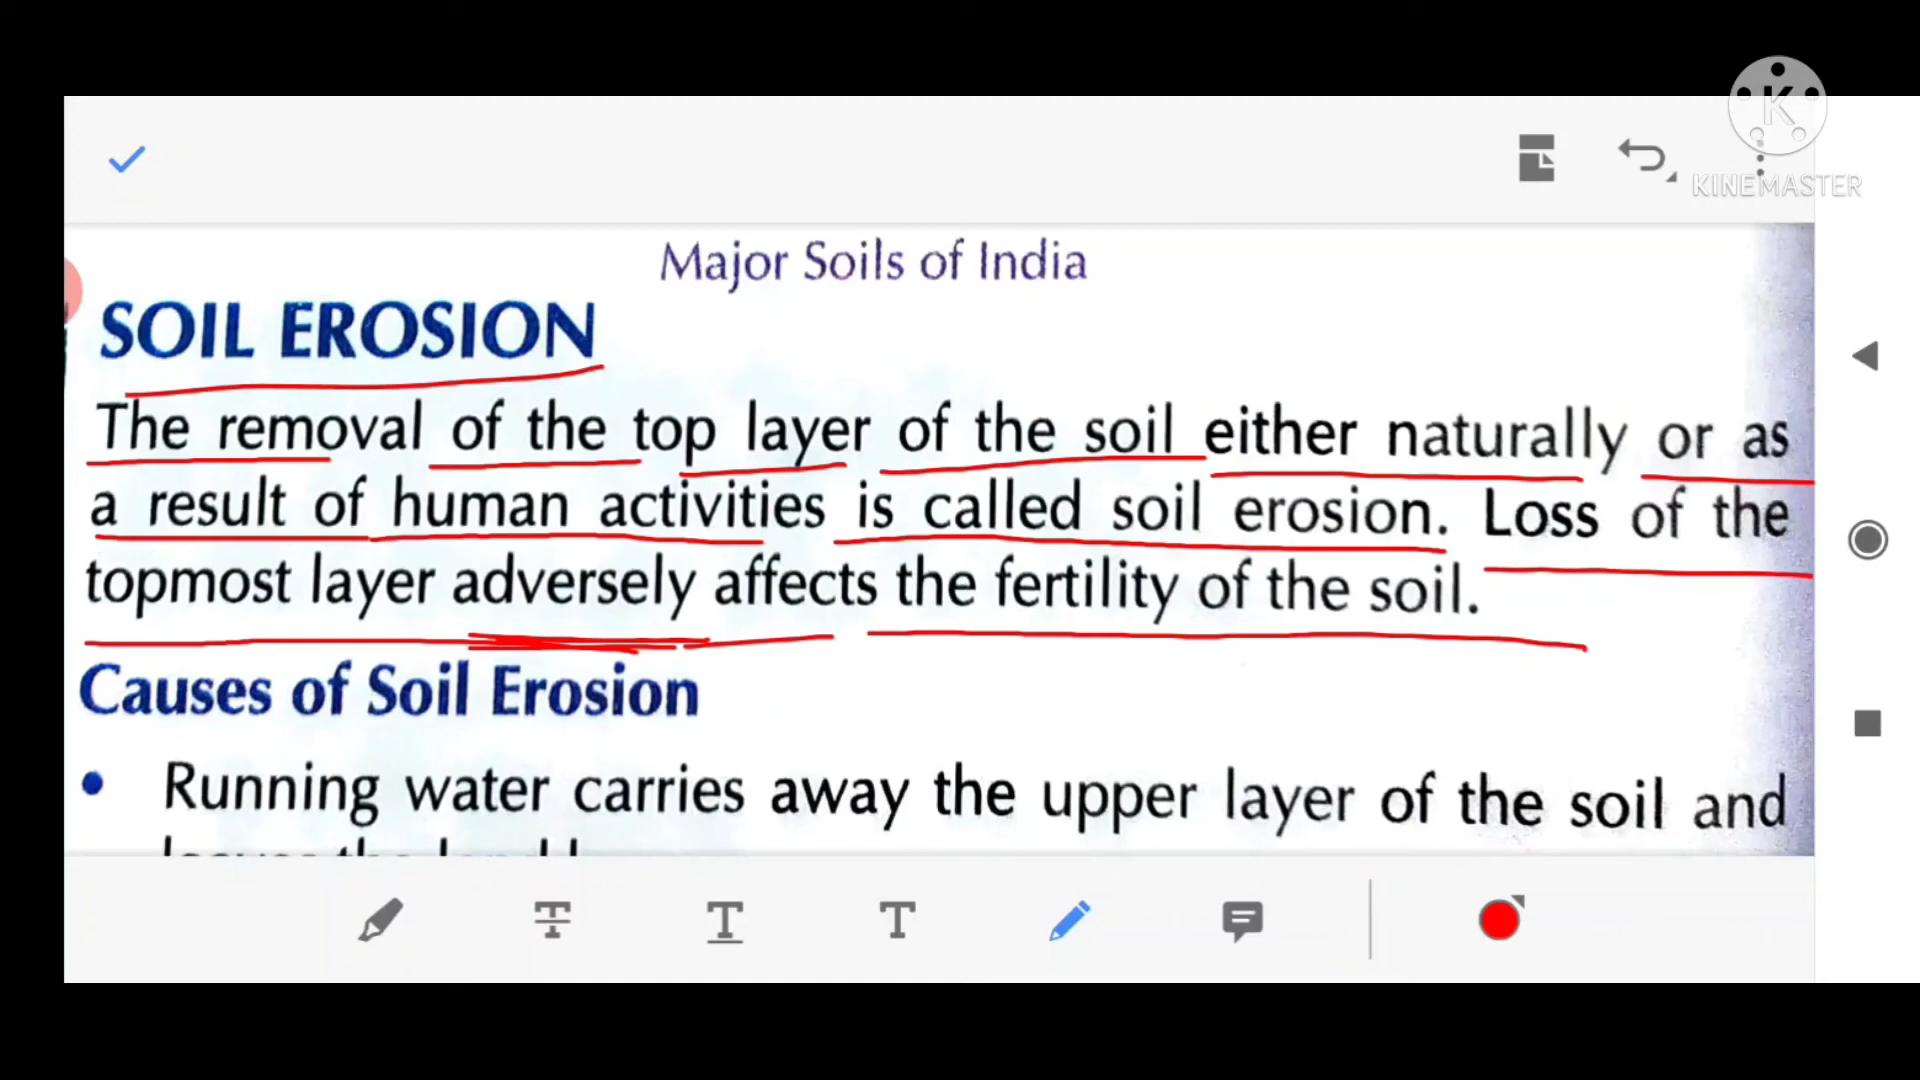 K
KINEMASTER
Major Soils of India
SOIL EROSION
The removal of the top layer of the soil either naturally or as
a result of human activities is called soil erosion. Loss of the
topmost layer adversely affects the fertility of the soil.
Causes of Soil Erosion
• Running water carries away the upper layer of the soil and